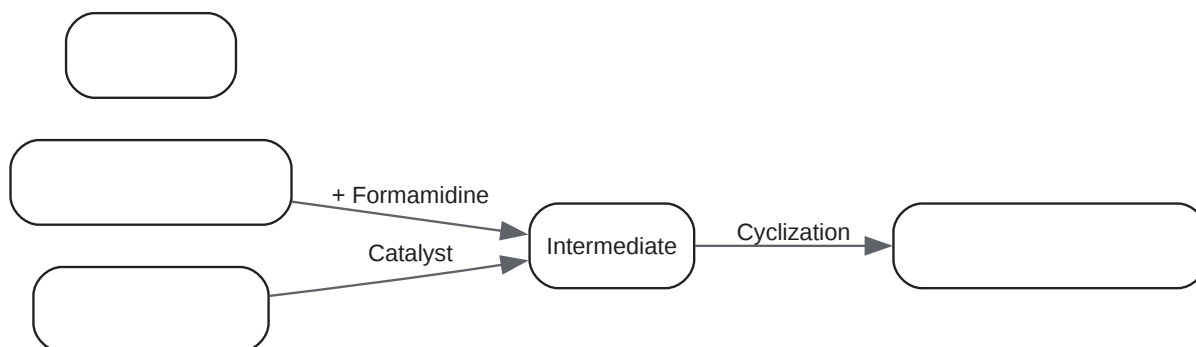 + Formamidine
Catalyst
Intermediate
Cyclization